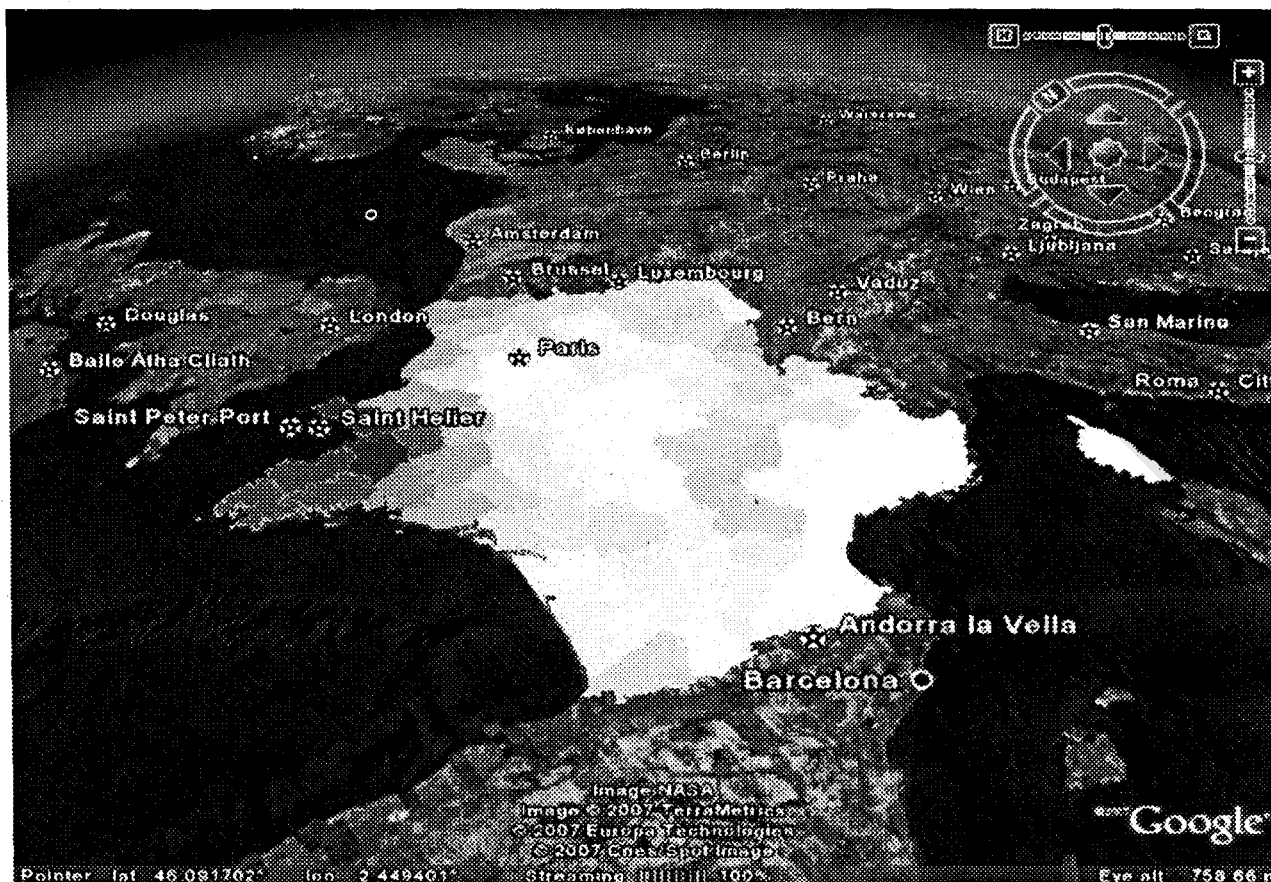 N
København
Warszawa
Berlin
Praha
Wien
Budapest
Beograd
Zagreb
Ljubljana
Amsterdam
Brussel
Luxembourg
Vaduz
Douglas
London
Bern
San Marino
Paris
Baile Átha Cliath
Roma
Saint Peter Port
Saint Helier
Andorra la Vella
Barcelona
Image NASA
Image © 2007 TerraMetrics
© 2007 Europa Technologies
© 2007 Cnes/Spot Image
Google
Pointer lat 46.091702° lon 2.449401° Streaming 100% Eye alt 758.66